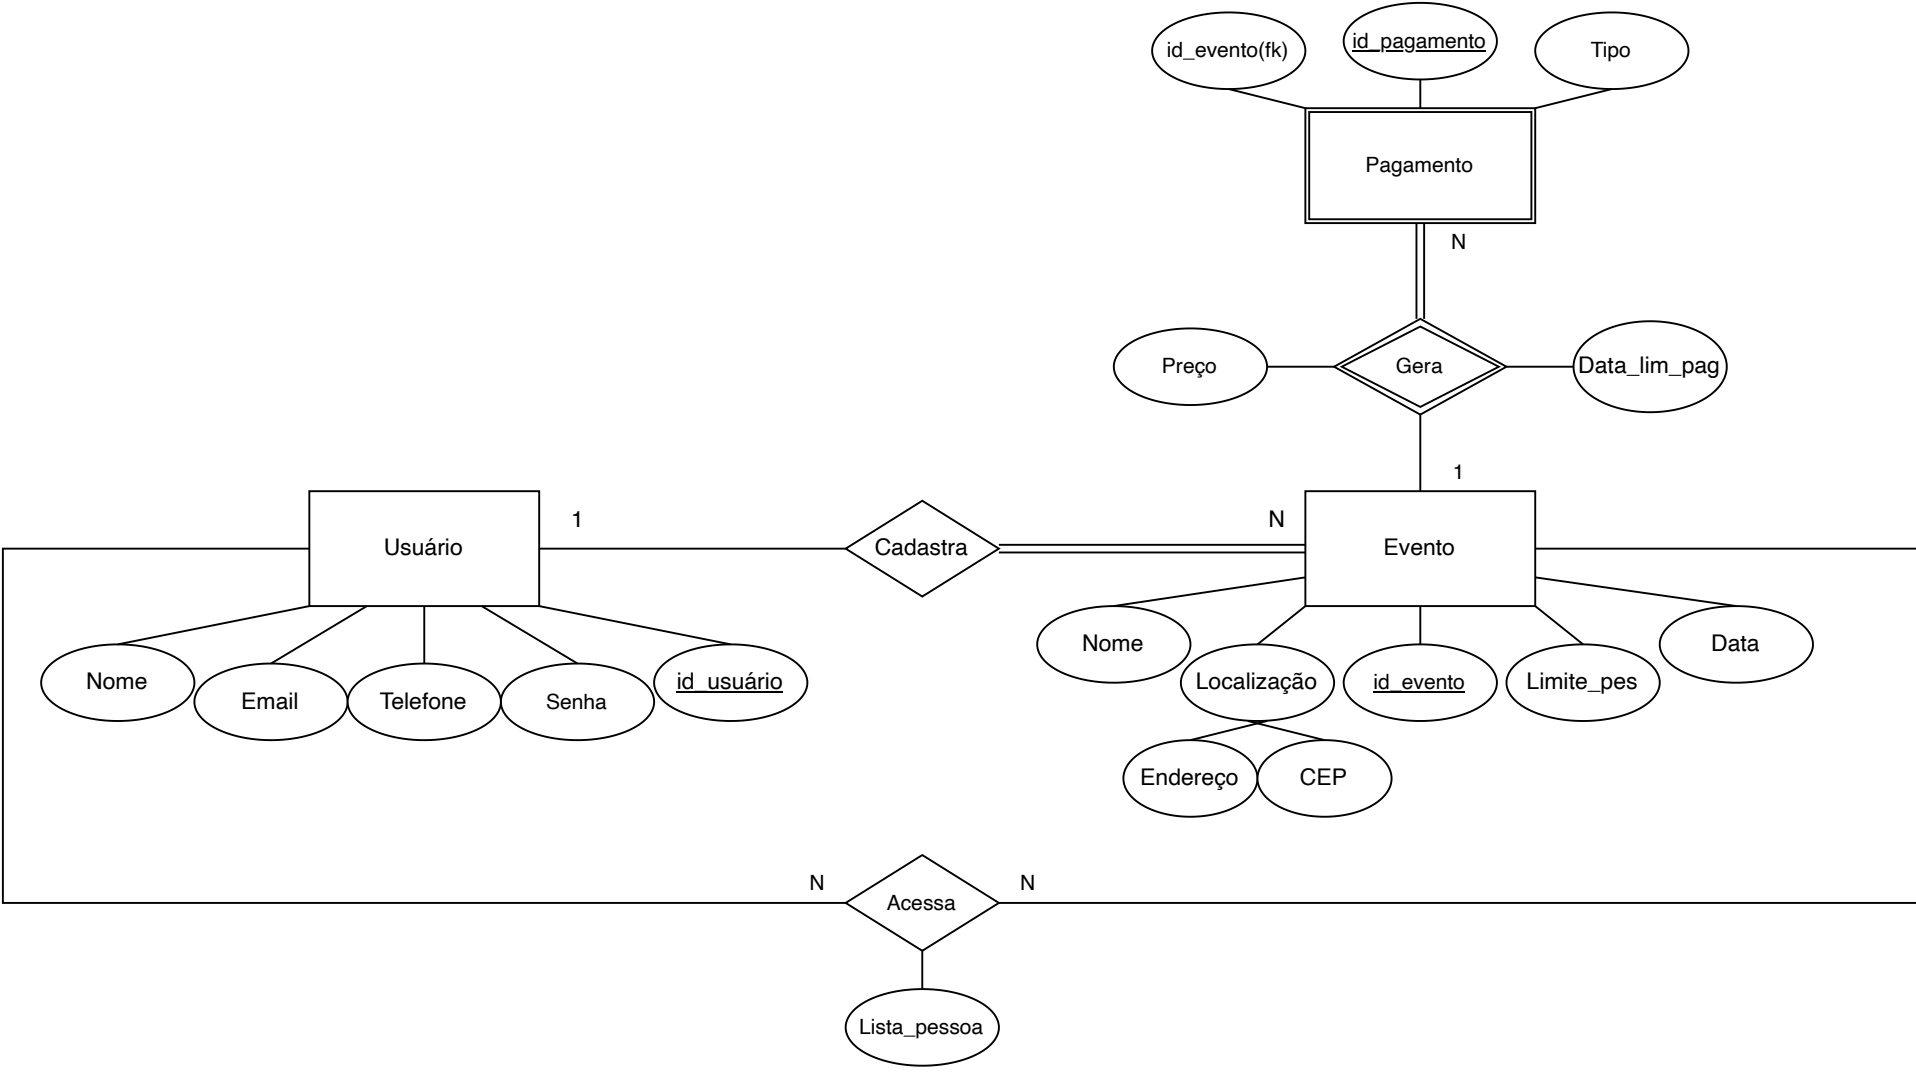 id_evento(fk)
id_pagamento
Tipo
Pagamento
N
Preço
Gera
Data_lim_pag
1
Usuário
1
Cadastra
N
Evento
Nome
Email
Telefone
Senha
id_usuário
Nome
Localização
id_evento
Limite_pes
Data
Endereço
CEP
N
Acessa
N
Lista_pessoa